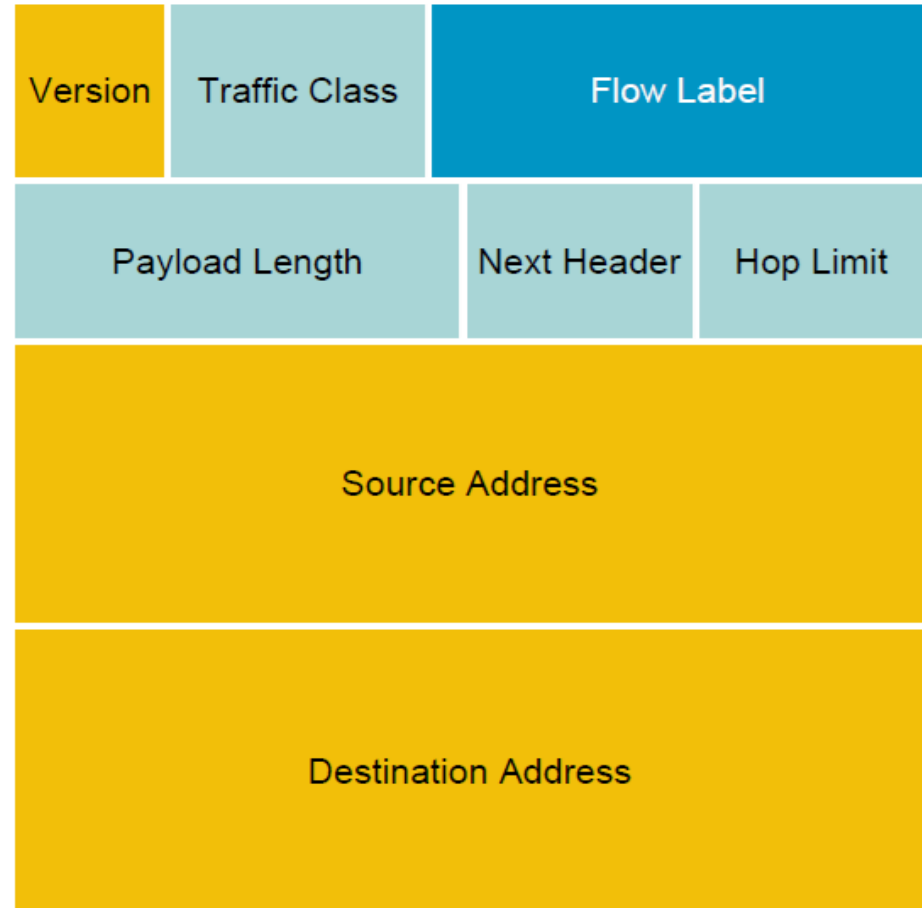 Version Traffic Class Flow Label
Payload Length Next Header Hop Limit
Source Address
Destination Address